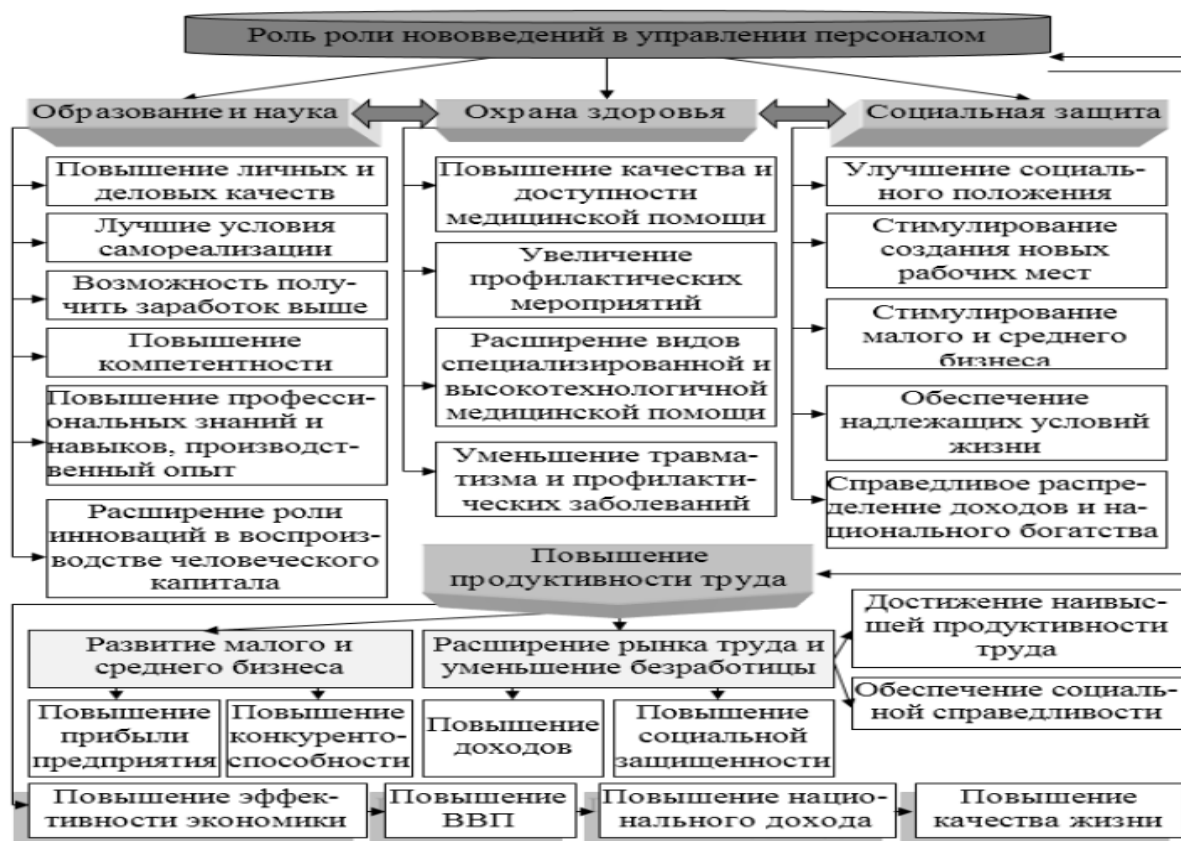 Роль роли нововведений в управлении персоналом
Образование и наука
Охрана здоровья
Социальная защита
Повышение личных и
деловых качеств
Лучшие условия
самореализации
Возможность полу-
чить заработок выше
Повышение
компетентности
Повышение професси-
ональных знаний и
навыков, производст-
венный опыт
Расширение роли
инноваций в воспроиз-
водстве человеческого
капитала
Повышение качества и
доступности
медицинской помощи
Увеличение
профилактических
мероприятий
Расширение видов
специализированной и
высокотехнологичной
медицинской помощи
Уменьшение травма-
тизма и профилакти-
ческих заболеваний
Улучшение социаль-
ного положения
Стимулирование
создания новых
рабочих мест
Стимулирование
малого и среднего
бизнеса
Обеспечение
надлежащих условий
жизни
Справедливое распре-
деление доходов и на-
ционального богатства
Повышение
продуктивности труда
Развитие малого и
среднего бизнеса
Расширение рынка труда и
уменьшение безработицы
Достижение наивыс-
шей продуктивности
труда
Обеспечение социаль-
ной справедливости
Повышение
прибыли
предприятия
Повышение
конкуренто-
способности
Повышение
доходов
Повышение
социальной
защищенности
Повышение эффек-
тивности экономики
Повышение
ВВП
Повышение нацио-
нального дохода
Повышение
качества жизни